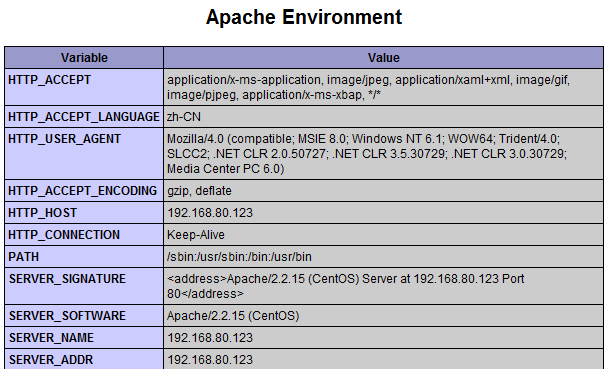 Apache Environment
Variable Value
HTTP_ACCEPT application/x-ms-application, image/jpeg, application/xaml+xml, image/gif,
image/pjpeg, application/x-ms-xbap, */*
HTTP_ACCEPT_LANGUAGE zh-CN
HTTP_USER_AGENT Mozilla/4.0 (compatible; MSIE 8.0; Windows NT 6.1; WOW64; Trident/4.0;
SLCC2; .NET CLR 2.0.50727; .NET CLR 3.5.30729; .NET CLR 3.0.30729;
Media Center PC 6.0)
HTTP_ACCEPT_ENCODING gzip, deflate
HTTP_HOST 192.168.80.123
HTTP_CONNECTION Keep-Alive
PATH /sbin:/usr/sbin:/bin:/usr/bin
SERVER_SIGNATURE <address>Apache/2.2.15 (CentOS) Server at 192.168.80.123 Port
80</address>
SERVER_SOFTWARE Apache/2.2.15 (CentOS)
SERVER_NAME 192.168.80.123
SERVER_ADDR 192.168.80.123